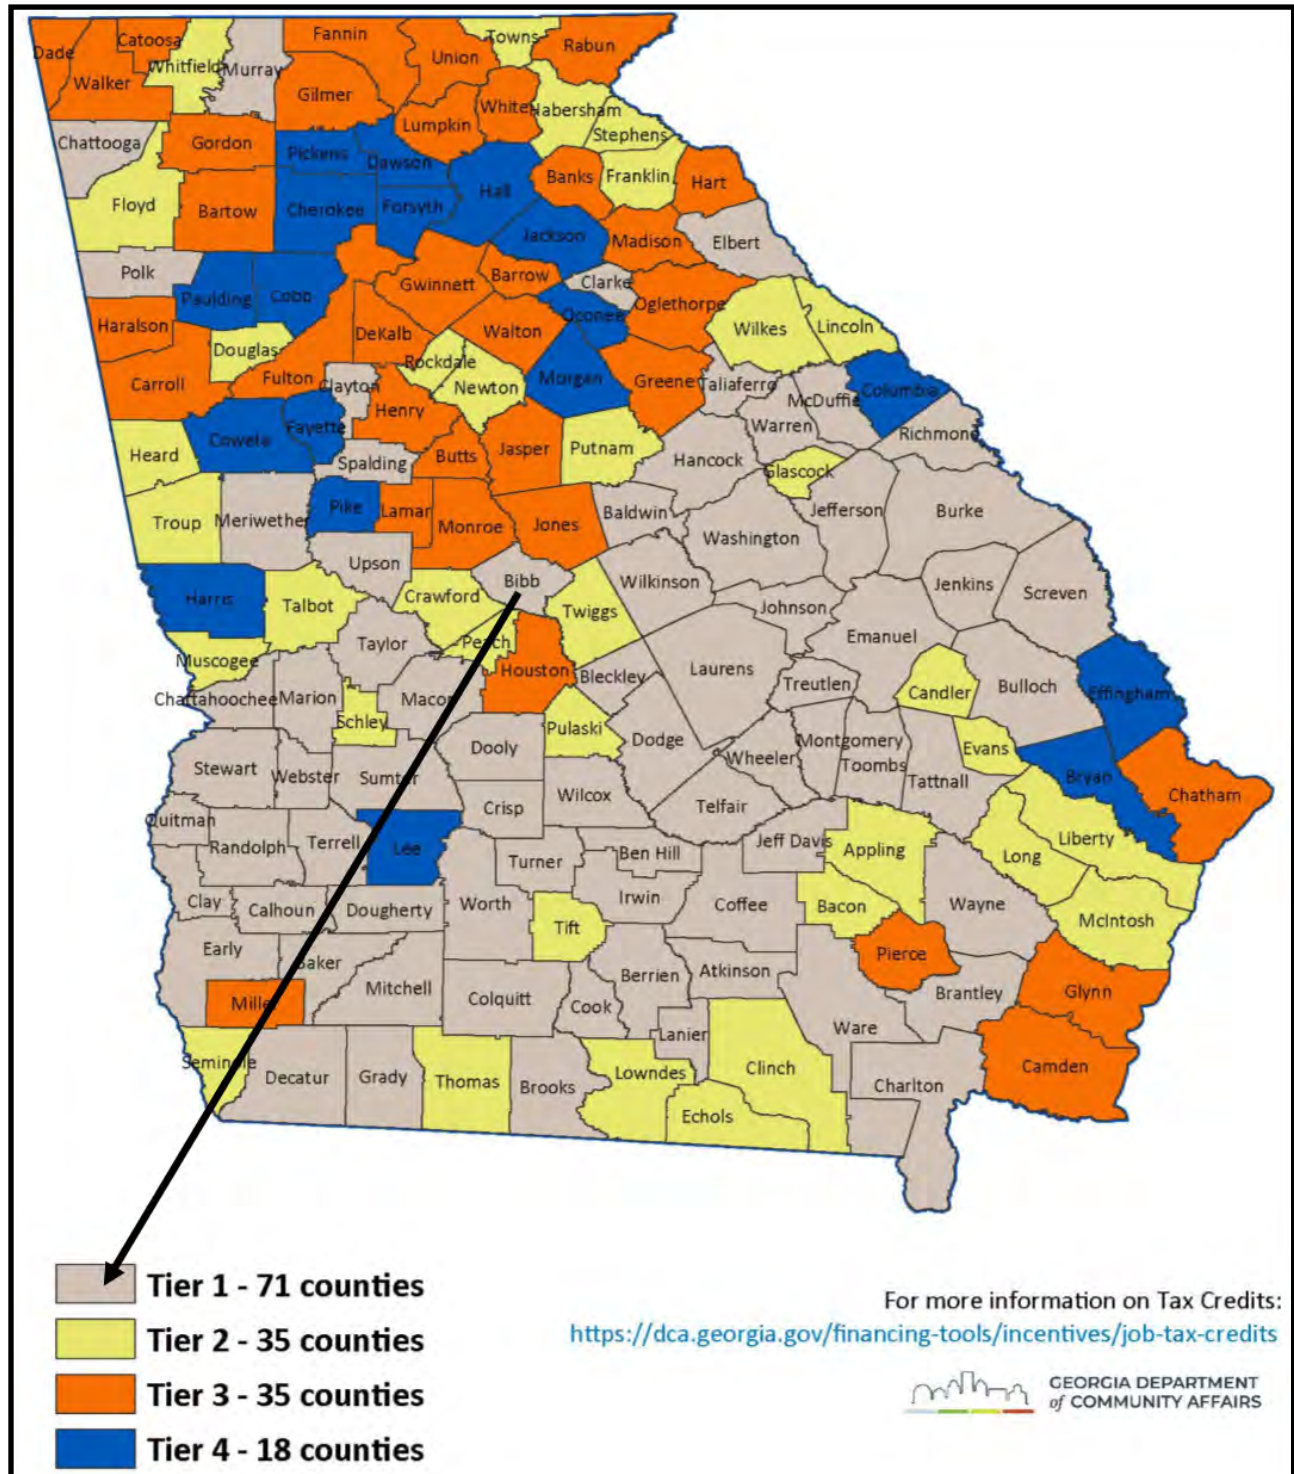 Dade
Catoosa
Whitfield
Murray
Fannin
Union
Towns
Rabun
Walker
Gilmer
White
Habersham
Chattooga
Gordon
Lumpkin
Stephens
Pickens
Dawson
Hall
Banks
Franklin
Hart
Floyd
Bartow
Cherokee
Forsyth
Jackson
Madison
Elbert
Polk
Paulding
Cobb
Gwinnett
Barrow
Clarke
Oglethorpe
Haralson
Oconee
Wilkes
Lincoln
Douglas
DeKalb
Walton
Rockdale
Carroll
Fulton
Clayton
Newton
Morgan
Greene
Taliaferro
McDuffie
Columbia
Coweta
Fayette
Henry
Warren
Richmond
Heard
Spalding
Butts
Jasper
Putnam
Hancock
Glascock
Troup
Meriwether
Pike
Lamar
Monroe
Jones
Baldwin
Washington
Jefferson
Burke
Upson
Bibb
Wilkinson
Jenkins
Screven
Harris
Talbot
Crawford
Twiggs
Johnson
Emanuel
Muscogee
Taylor
Peach
Houston
Bleckley
Laurens
Treutlen
Candler
Bulloch
Effingham
Chattahoochee
Marion
Schley
Macon
Pulaski
Dooly
Dodge
Wheeler
Montgomery
Toombs
Tattnall
Evans
Bryan
Chatham
Stewart
Webster
Sumter
Crisp
Wilcox
Telfair
Quitman
Randolph
Terrell
Lee
Turner
Ben Hill
Jeff Davis
Appling
Long
Liberty
Clay
Calhoun
Dougherty
Worth
Tift
Irwin
Coffee
Bacon
Wayne
McIntosh
Early
Baker
Mitchell
Colquitt
Cook
Berrien
Atkinson
Pierce
Brantley
Glynn
Miller
Lanier
Ware
Seminole
Decatur
Grady
Thomas
Brooks
Lowndes
Echols
Clinch
Charlton
Camden
Tier 1 - 71 counties
Tier 2 - 35 counties
Tier 3 - 35 counties
Tier 4 - 18 counties
For more information on Tax Credits:
https://dca.georgia.gov/financing-tools/incentives/job-tax-credits
GEORGIA DEPARTMENT
of COMMUNITY AFFAIRS